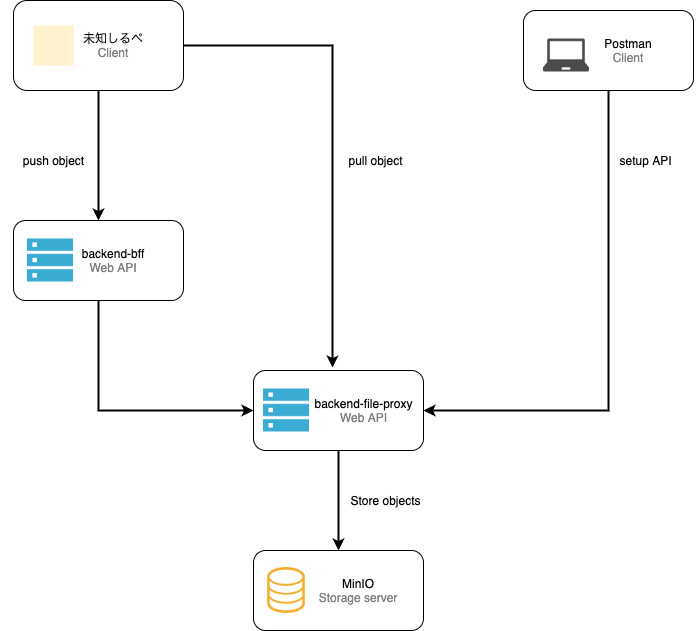 未知しるべ
Client
Postman
Client
push object
pull object
setup API
backend-bff
Web API
backend-file-proxy
Web API
Store objects
MinIO
Storage server